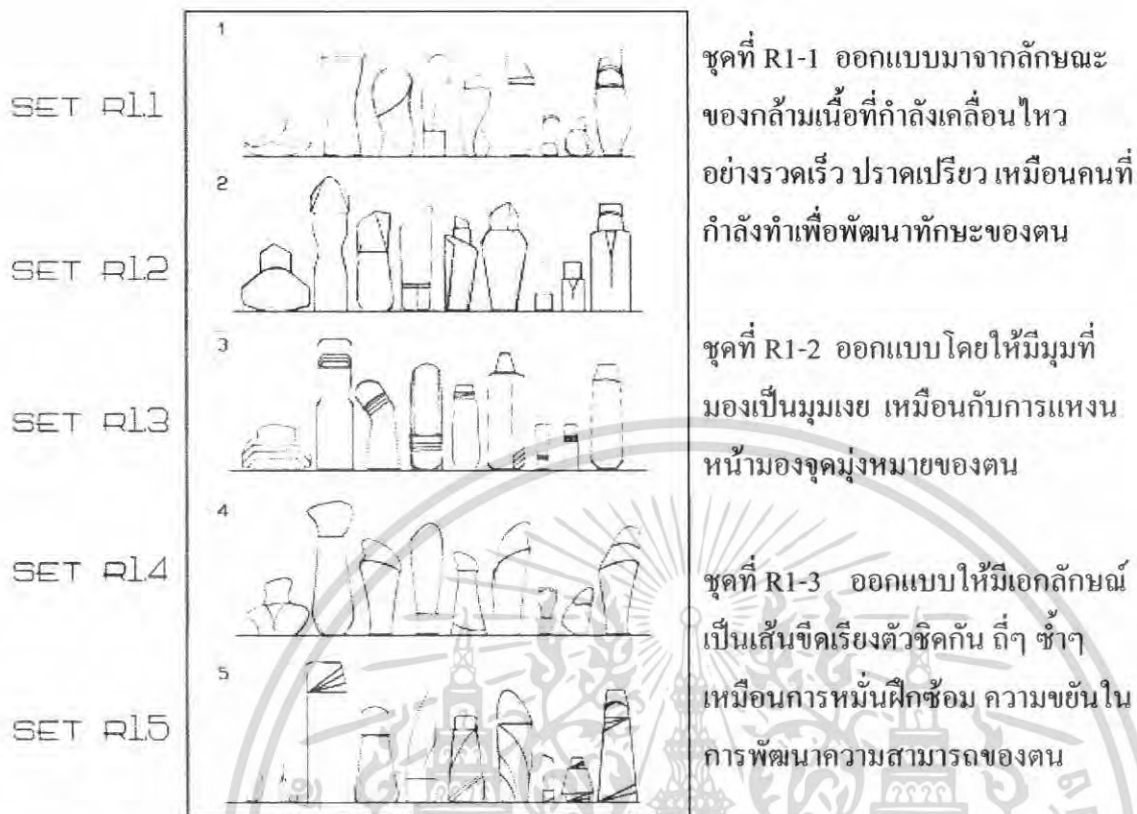 SET R1.1
SET R1.2
SET R1.3
SET R1.4
SET R1.5
1
2
3
4
5
ชุดที่ R1-1 ออกแบบมาจากลักษณะ
ของกล้ามเนื้อที่กำลังเคลื่อนไหว
อย่างรวดเร็ว ปราดเปรียว เหมือนคนที่
กำลังทำเพื่อพัฒนาทักษะของตน
ชุดที่ R1-2 ออกแบบโดยให้มีมุมที่
มองเป็นมุมเงย เหมือนกับการแหงน
หน้ามองจุดมุ่งหมายของตน
ชุดที่ R1-3 ออกแบบให้มีเอกลักษณ์
เป็นเส้นขีดเรียงตัวชิดกัน ถี่ๆ ซ้ำๆ
เหมือนการหมั่นฝึกซ้อม ความขยันใน
การพัฒนาความสามารถของตน